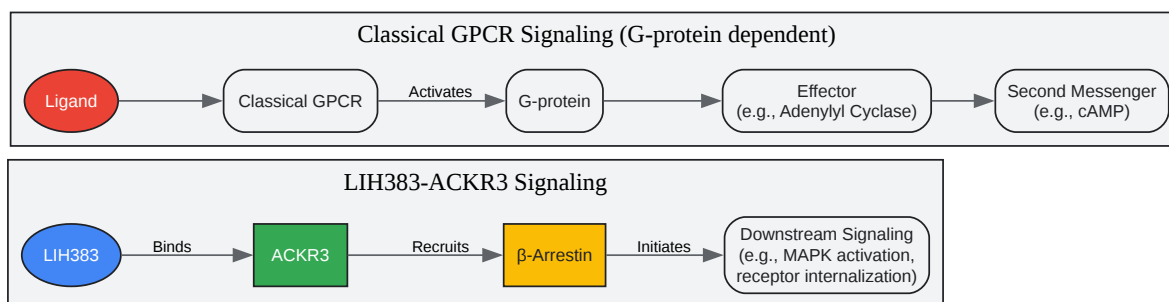 Classical GPCR Signaling (G-protein dependent)
Ligand
Classical GPCR
Activates
G-protein
Effector
(e.g., Adenylyl Cyclase)
Second Messenger
(e.g., cAMP)
LIH383-ACKR3 Signaling
LIH383
Binds
ACKR3
Recruits
β-Arrestin
Initiates
Downstream Signaling
(e.g., MAPK activation,
receptor internalization)